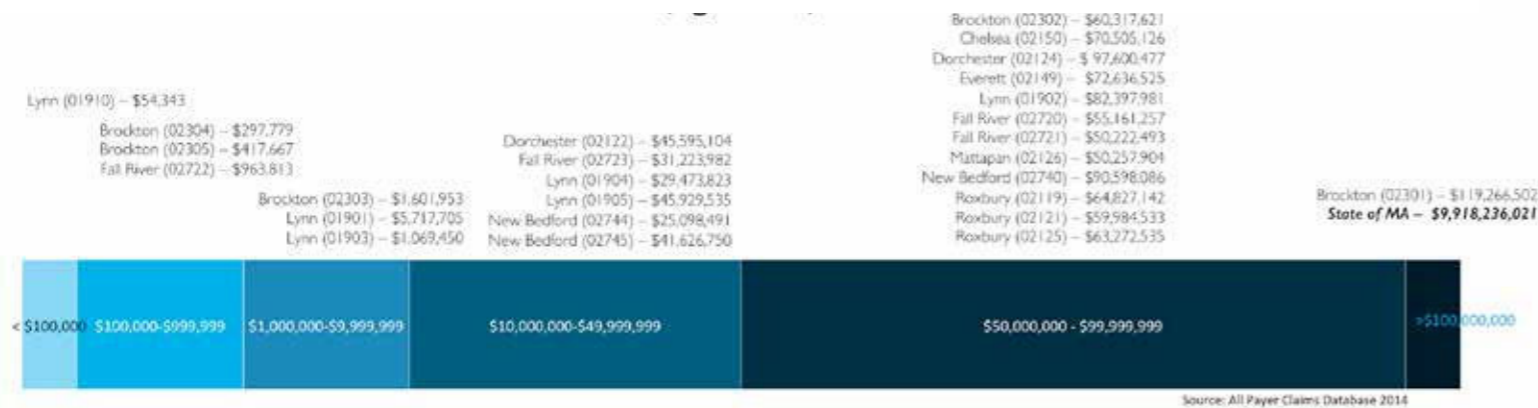 Brockton (02302) – $60,317,621
Chelsea (02150) – $70,505,126
Dorchester (02124) – $ 97,600,477
Everett (02149) – $72,636,525
Lynn (01902) – $82,397,981
Fall River (02720) – $55,161,257
Fall River (02721) – $50,222,493
Mattapan (02126) – $50,257,904
New Bedford (02740) – $90,598,086
Roxbury (02119) – $64,827,142
Roxbury (02121) – $59,984,533
Roxbury (02125) – $63,272,535
Lynn (01910) – $54,343
Brockton (02304) – $297,779
Brockton (02305) – $417,667
Fall River (02722) – $963,813
Brockton (02303) – $1,601,953
Lynn (01901) – $5,717,705
Lynn (01903) – $1,069,450
Dorchester (02122) – $45,595,104
Fall River (02723) – $31,223,982
Lynn (01904) – $29,473,823
Lynn (01905) – $45,929,535
New Bedford (02744) – $25,098,491
New Bedford (02745) – $41,626,750
Brockton (02301) – $119,266,502
State of MA – $9,918,236,021
< $100,000
$100,000-$999,999
$1,000,000-$9,999,999
$10,000,000-$49,999,999
$50,000,000 - $99,999,999
>$100,000,000
Source: All Payer Claims Database 2014